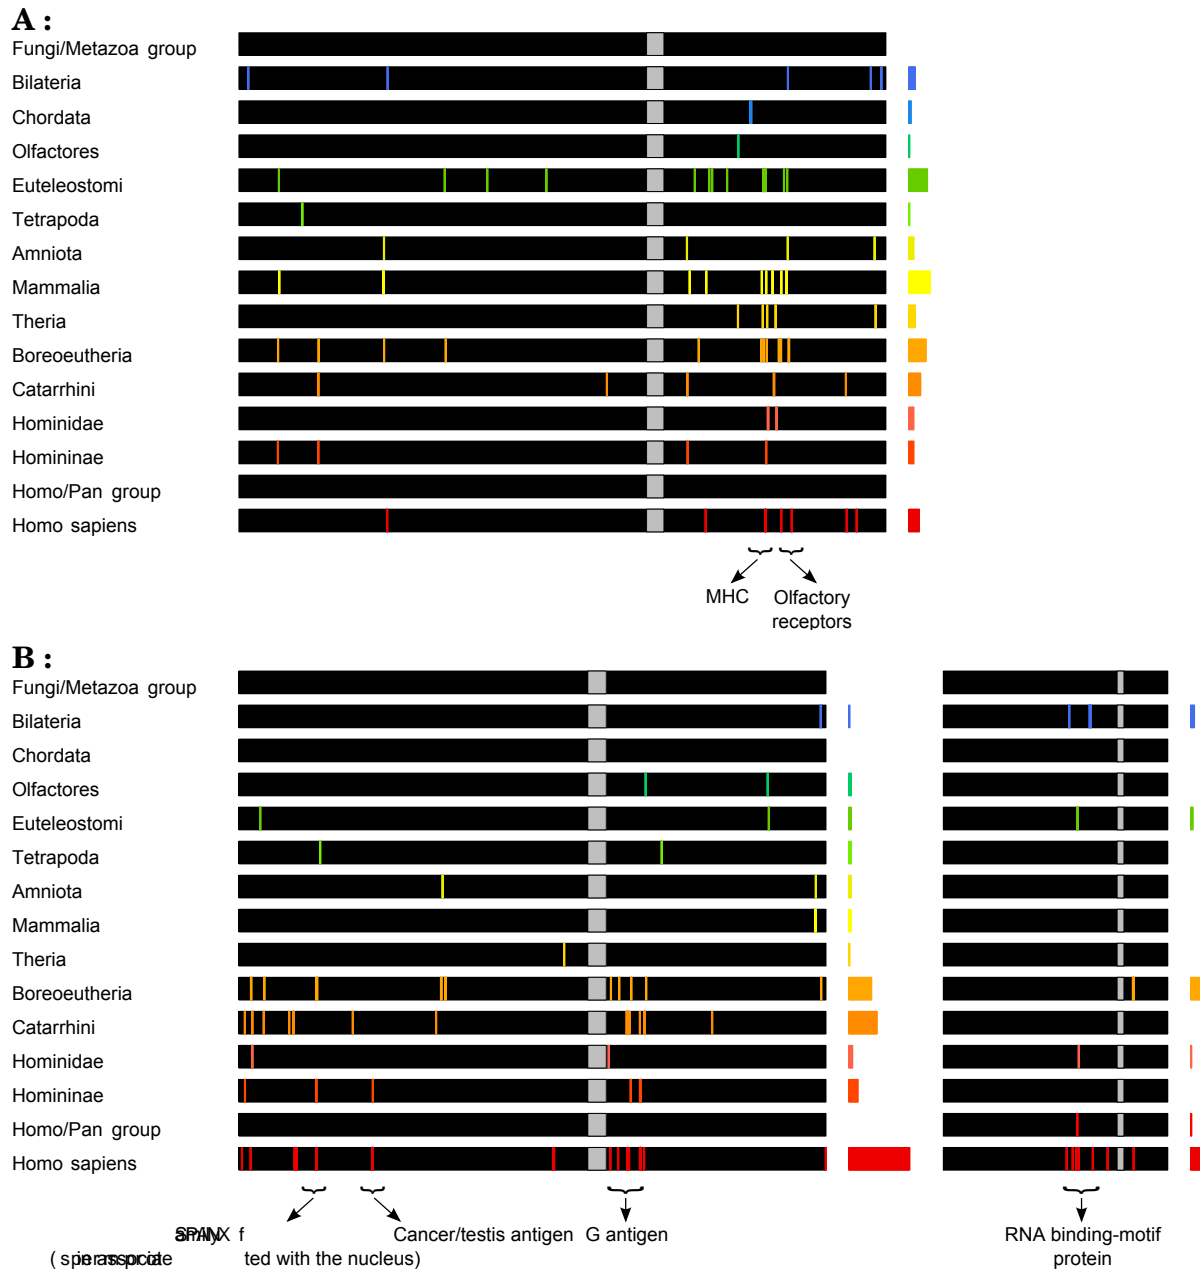 A :
Fungi/Metazoa group
Bilateria
Chordata
Olfactores
Euteleostomi
Tetrapoda
Amniota
Mammalia
Theria
Boreoeutheria
Catarrhini
Hominidae
Homininae
Homo/Pan group
Homo sapiens
MHC
Olfactory
receptors
B :
Fungi/Metazoa group
Bilateria
Chordata
Olfactores
Euteleostomi
Tetrapoda
Amniota
Mammalia
Theria
Boreoeutheria
Catarrhini
Hominidae
Homininae
Homo/Pan group
Homo sapiens
SPANX f
ted with the nucleus)
Cancer/testis antigen
G antigen
RNA binding-motif
protein